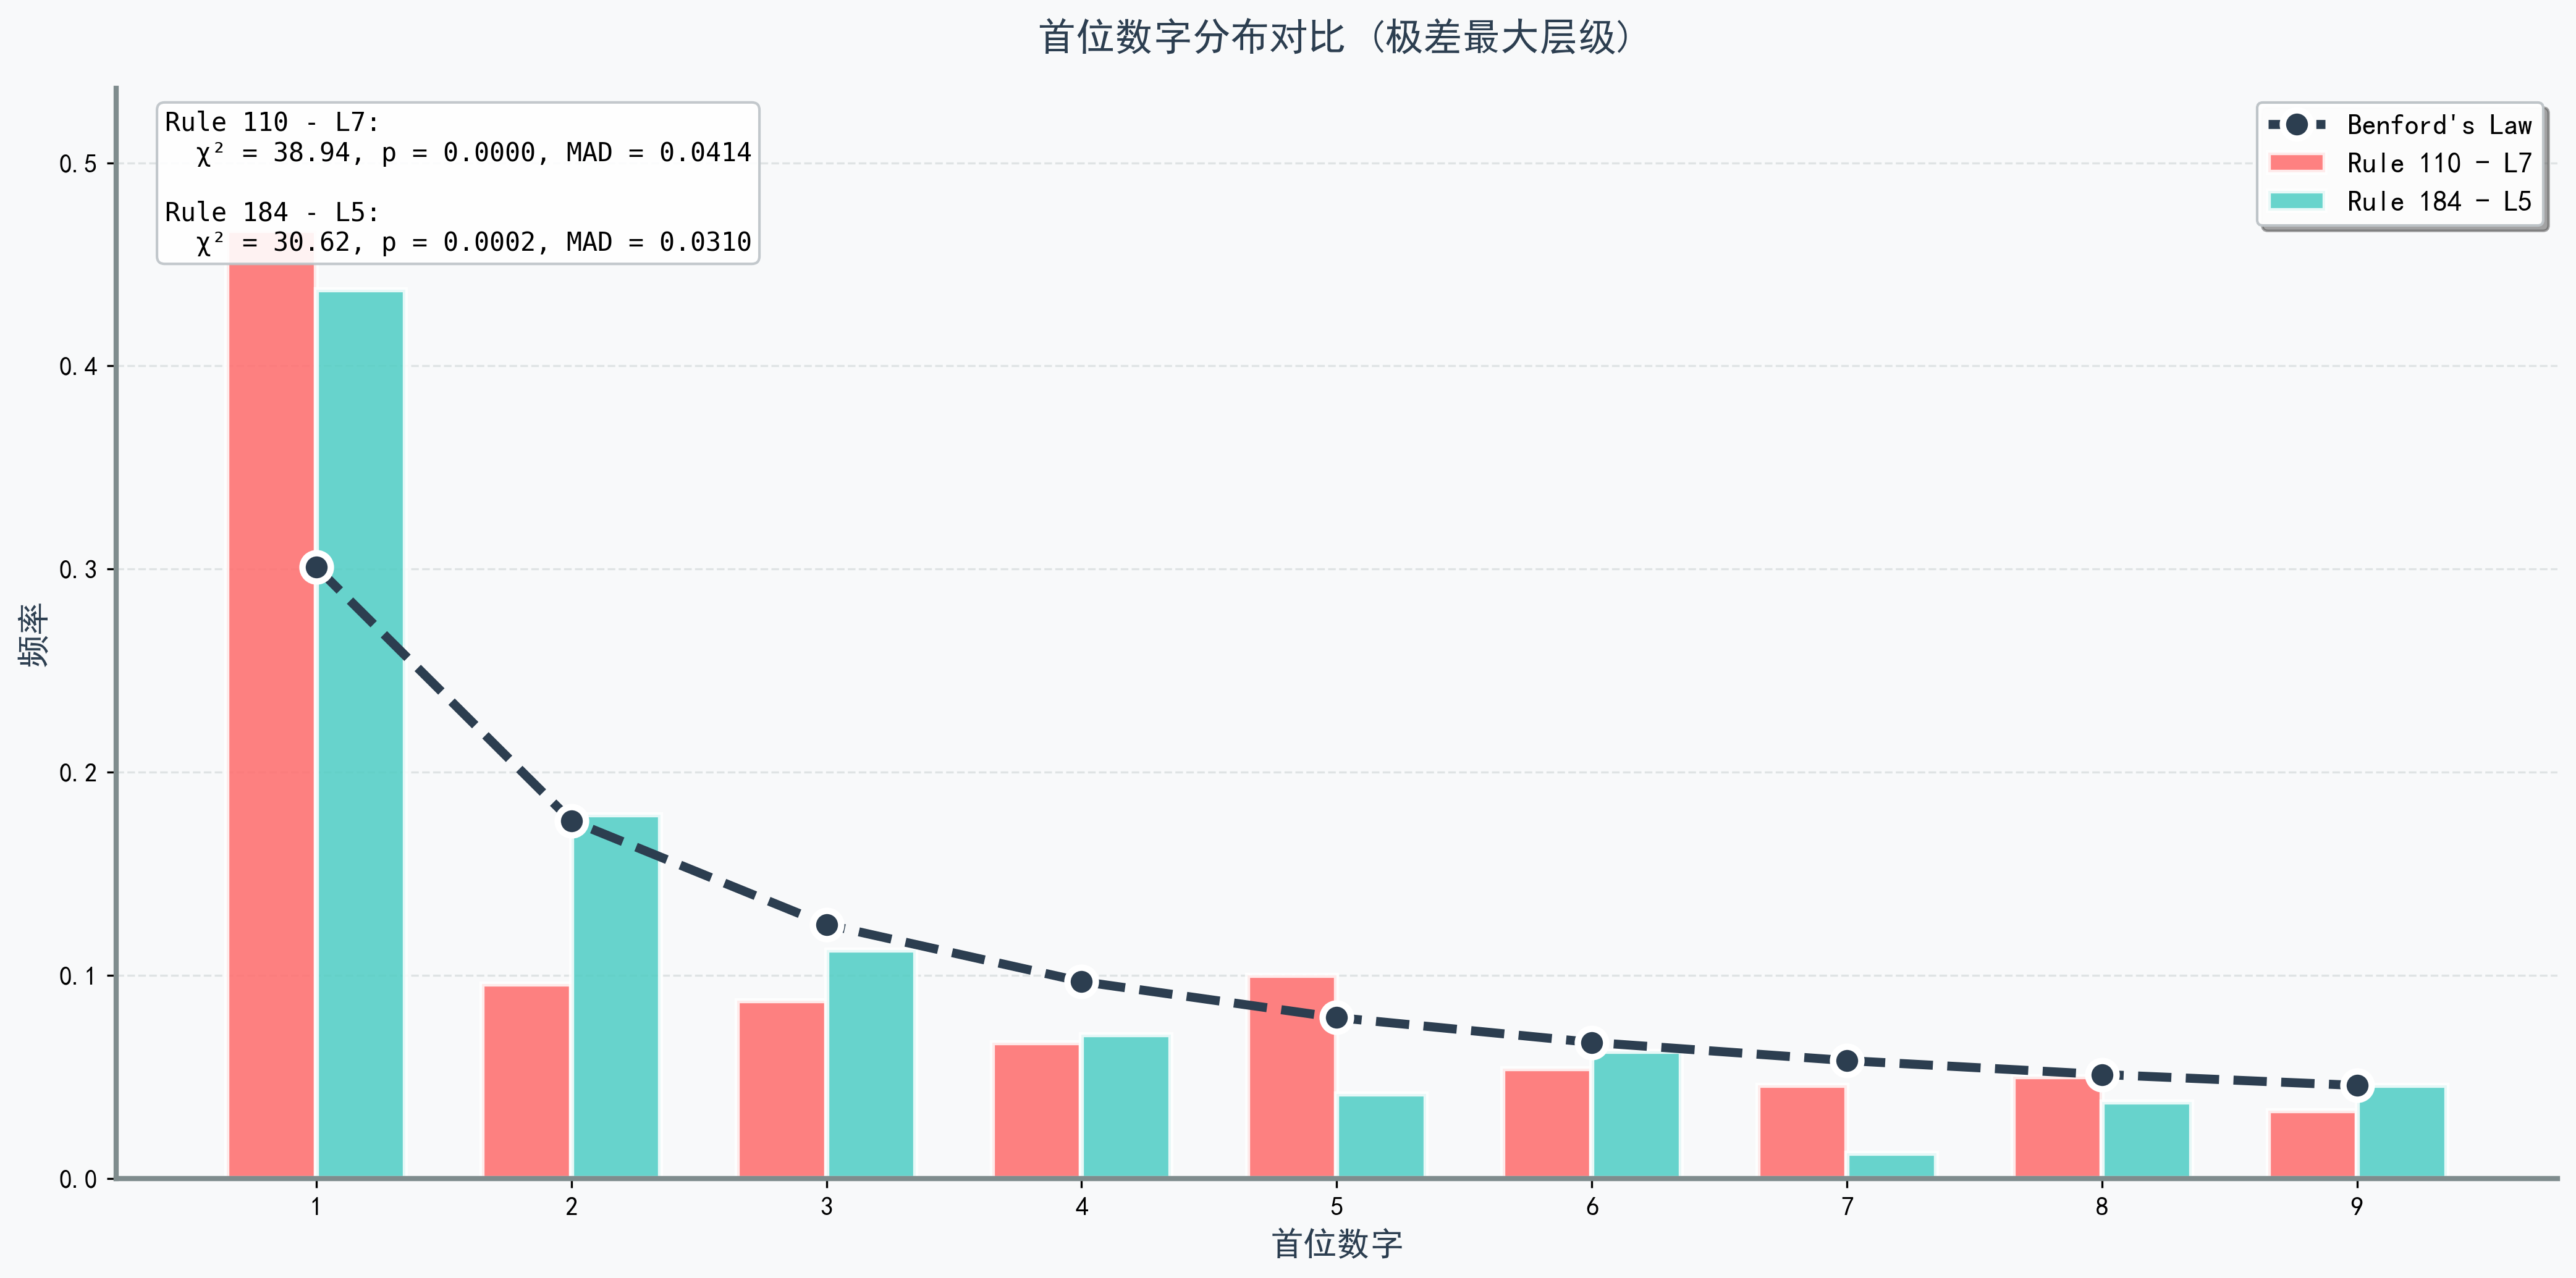 首位数字分布对比 (极差最大层级)
Rule 110 - L7:
χ² = 38.94, p = 0.0000, MAD = 0.0414
Rule 184 - L5:
χ² = 30.62, p = 0.0002, MAD = 0.0310
Benford's Law
Rule 110 - L7
Rule 184 - L5
频率
0.5
0.4
0.3
0.2
0.1
0.0
1 2 3 4 5 6 7 8 9
首位数字